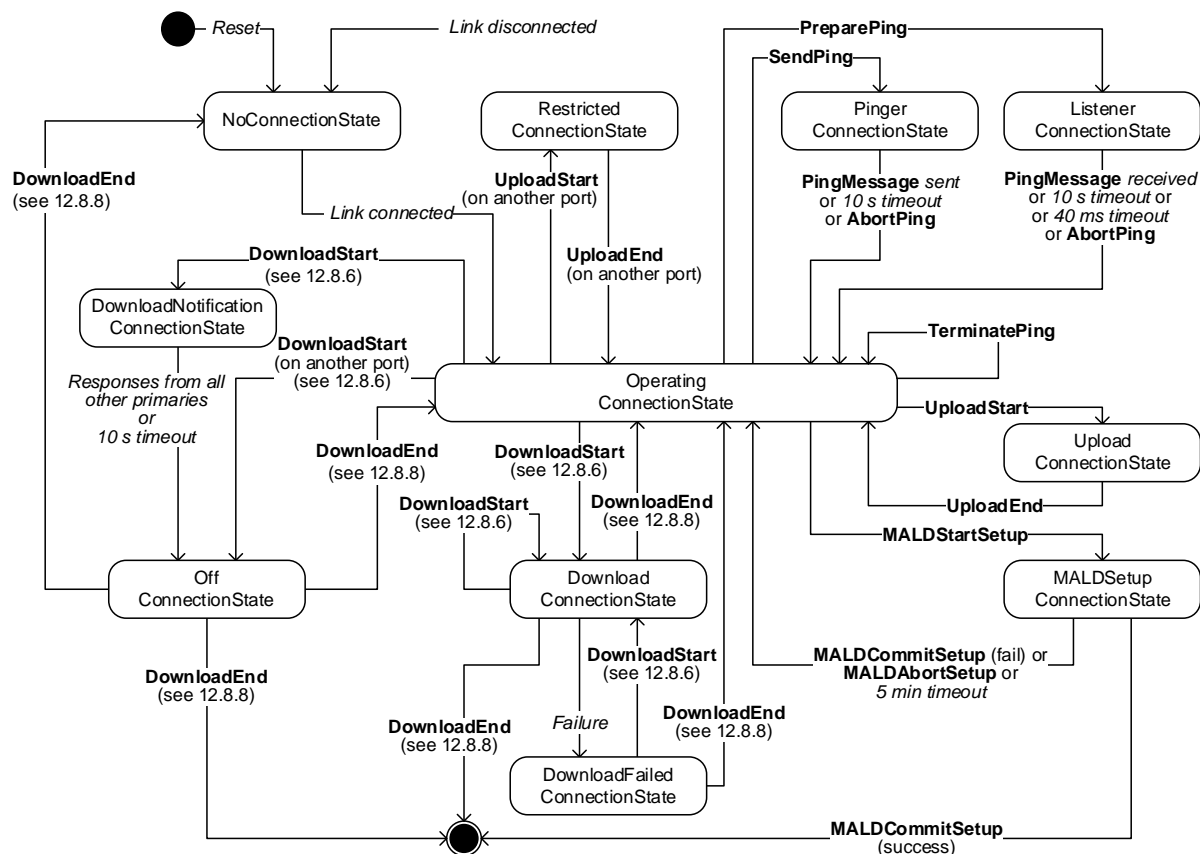 Reset
Link disconnected
PreparePing
SendPing
NoConnectionState
Restricted
ConnectionState
Pinger
ConnectionState
Listener
ConnectionState
DownloadEnd
(see 12.8.8)
UploadStart
(on another port)
PingMessage sent
or 10 s timeout
or AbortPing
PingMessage received
or 10 s timeout or
or 40 ms timeout
or AbortPing
Link connected
DownloadStart
(see 12.8.6)
UploadEnd
(on another port)
DownloadNotification
ConnectionState
DownloadStart
(on another port)
(see 12.8.6)
TerminatePing
Responses from all
other primaries
or
10 s timeout
Operating
ConnectionState
UploadStart
Upload
ConnectionState
DownloadEnd
(see 12.8.8)
DownloadStart
(see 12.8.6)
DownloadStart
(see 12.8.6)
DownloadEnd
(see 12.8.8)
UploadEnd
MALDStartSetup
Off
ConnectionState
Download
ConnectionState
MALDSetup
ConnectionState
DownloadEnd
(see 12.8.8)
DownloadStart
(see 12.8.6)
MALDCommitSetup (fail) or
MALDAbortSetup or
5 min timeout
DownloadEnd
(see 12.8.8)
Failure
DownloadEnd
(see 12.8.8)
DownloadFailed
ConnectionState
MALDCommitSetup
(success)